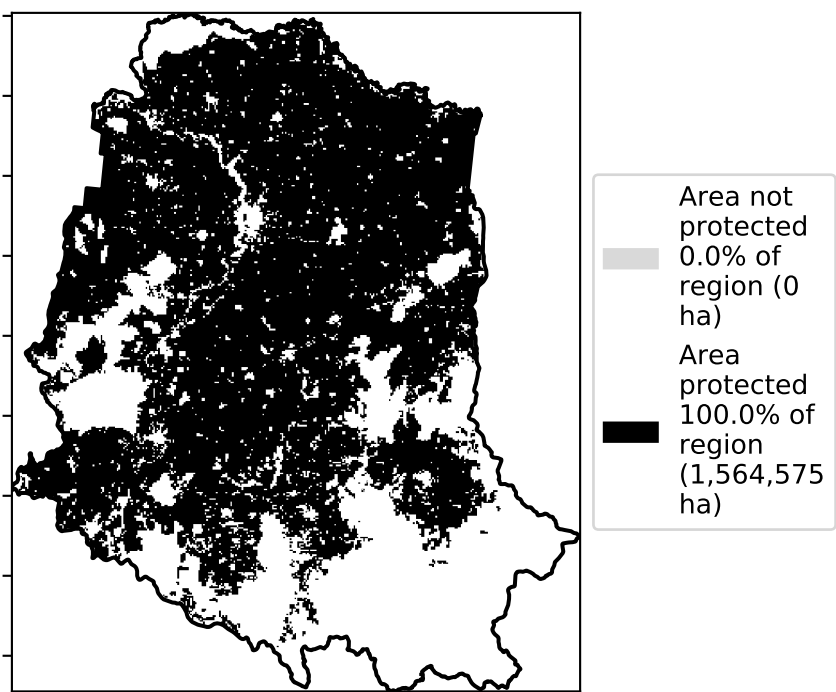 Area not
protected
0.0% of
region (0
ha)
Area
protected
100.0% of
region
(1,564,575
ha)